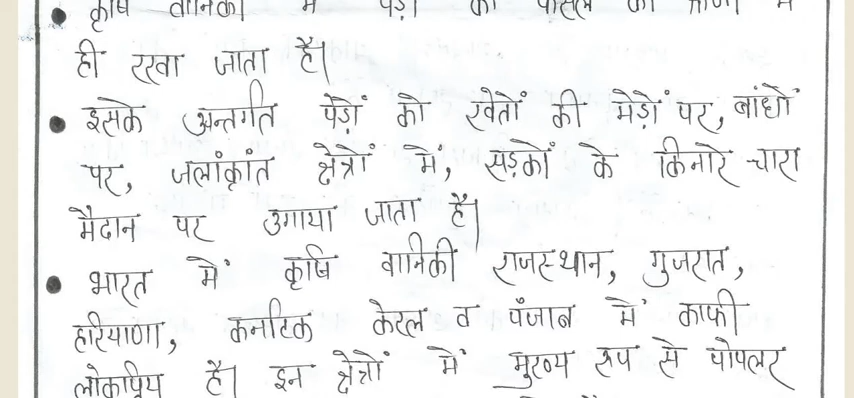 कृषि वानिकी में पेड़ों को फसल की श्रेणी में
ही रखा जाता है।
इसके अन्तर्गत पेड़ों को खेतों की मेड़ों पर, बांधों
पर, जलांक्रांत क्षेत्रों में, सड़कों के किनारे चारा
मैदान पर उगाया जाता है।
भारत में कृषि वानिकी राजस्थान, गुजरात,
हरियाणा, कर्नाटक केरल व पंजाब में काफी
लोकप्रिय है। इन क्षेत्रों में मुख्य रूप से पोपलर